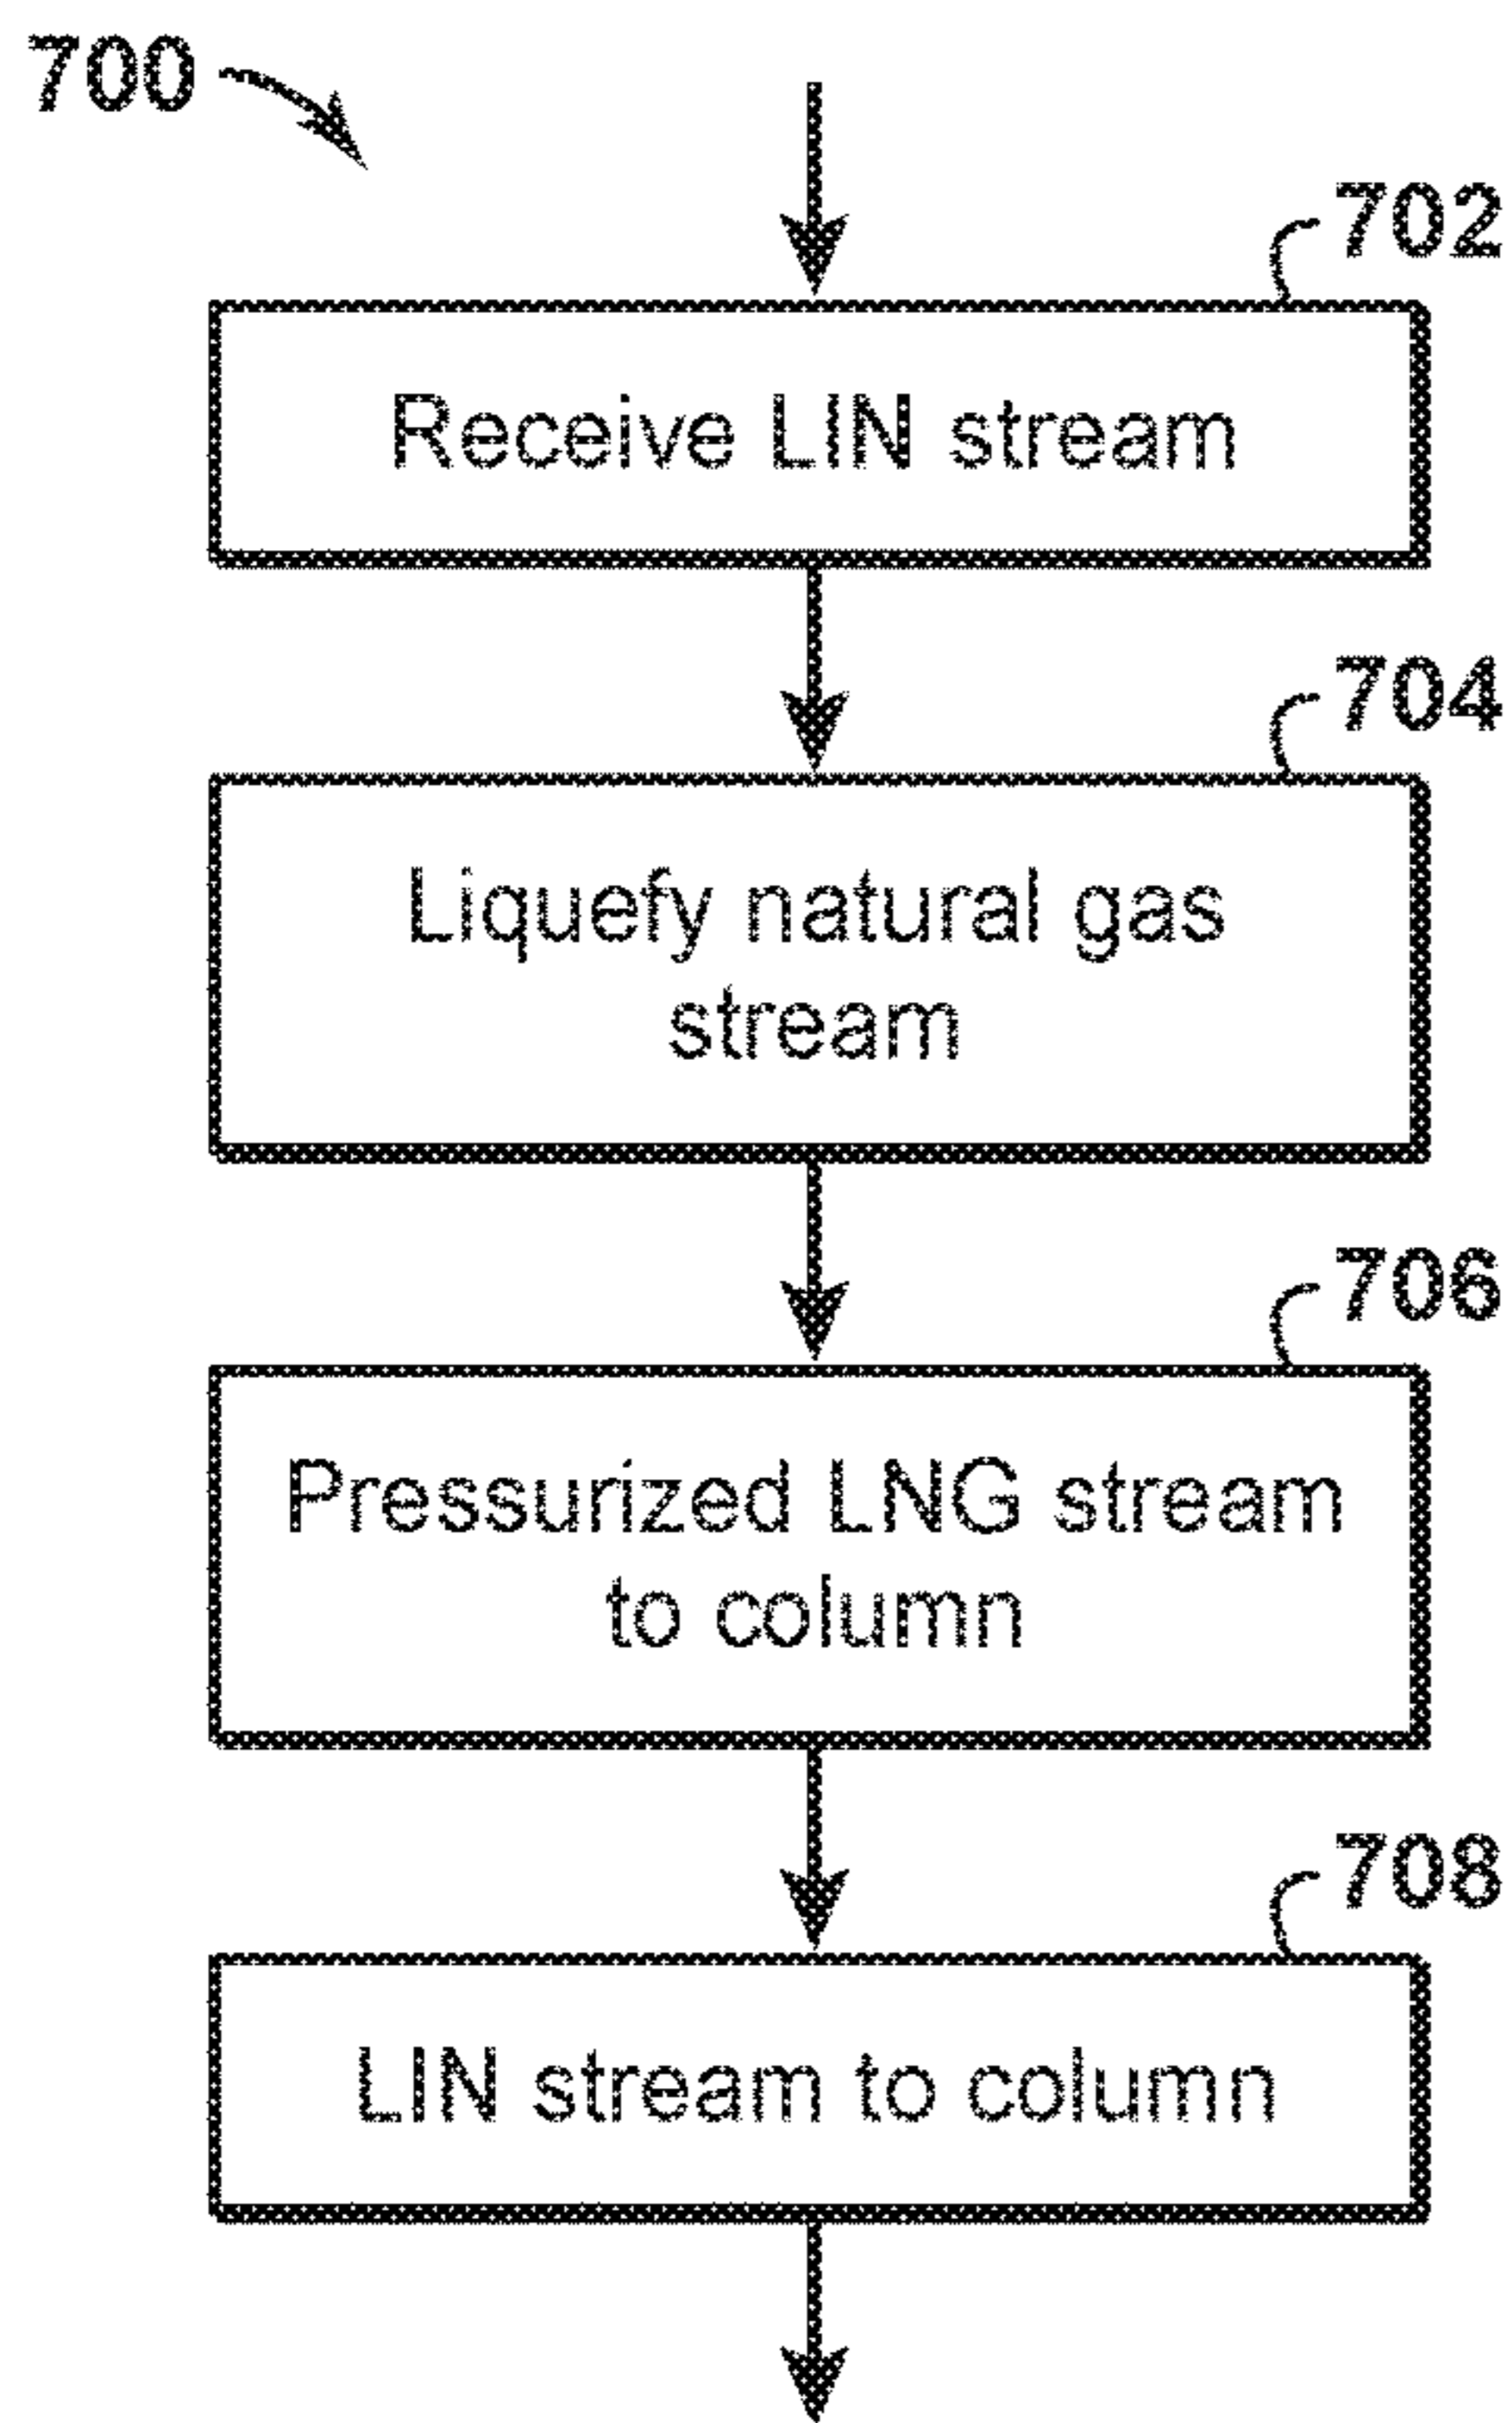 700
702
Receive LIN stream
704
Liquefy natural gas
stream
706
Pressurized LNG stream
to column
708
LIN stream to column